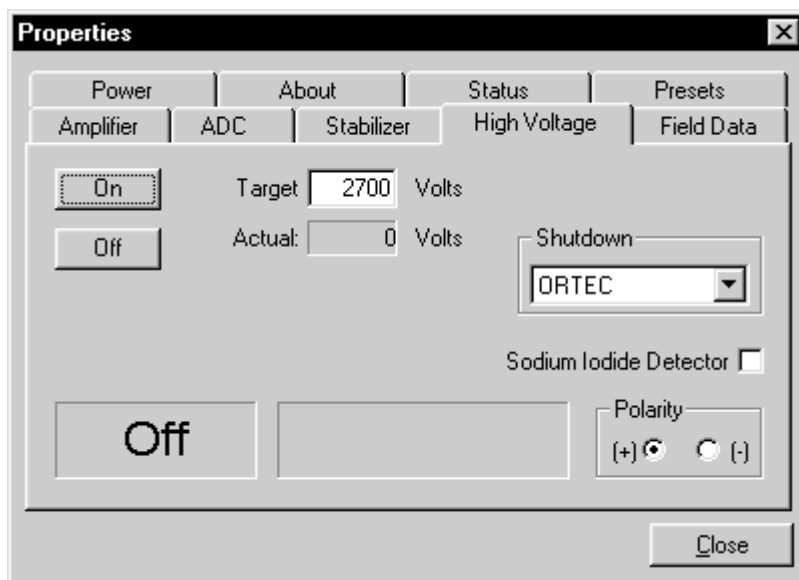 Properties
Power About Status Presets
Amplifier ADC Stabilizer High Voltage Field Data
On Target 2700 Volts
Off Actual: 0 Volts
Shutdown
ORTEC
Sodium Iodide Detector
Off
Polarity
(+) (-)
Close